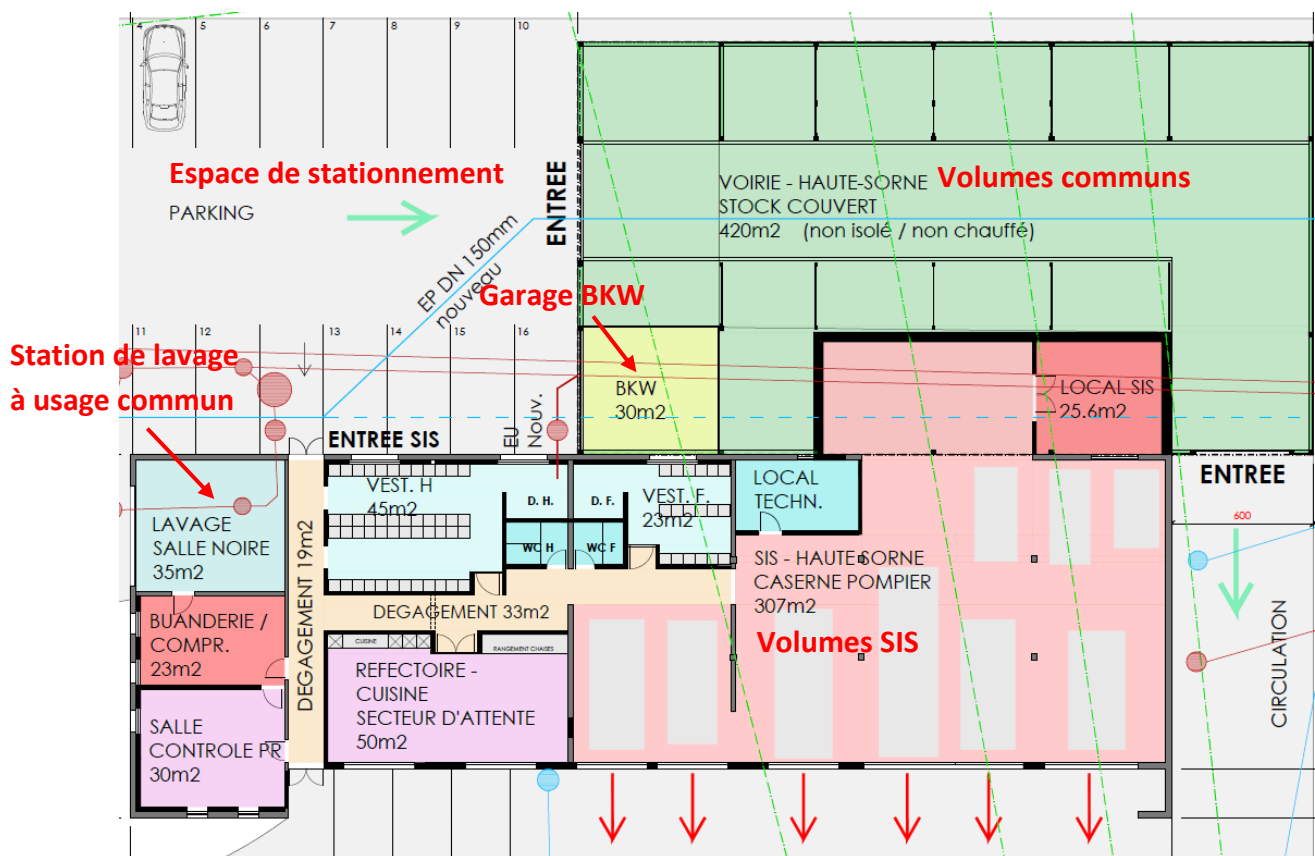 4
5
6
7
8
9
10
Espace de stationnement
PARKING
ENTREE
VOIRIE - HAUTE-SORNE
STOCK COUVERT
420m2 (non isolé / non chauffé)
Volumes communs
EP DN 150mm
nouveau
Garage BKW
11
12
13
14
15
16
Station de lavage
à usage commun
BKW
30m2
LOCAL SIS
25.6m2
ENTREE SIS
EU
Nouv.
ENTREE
600
CIRCULATION
LAVAGE
SALLE NOIRE
35m2
DEGAGEMENT 19m2
VEST. H
45m2
D. H.
D. F.
WC H
WC F
VEST. F.
23m2
LOCAL
TECHN.
SIS - HAUTE-SORNE
CASERNE POMPIER
307m2
Volumes SIS
DEGAGEMENT 33m2
BUANDERIE /
COMPR.
23m2
CUISINE
RANGEMENT CHAISES
REFECTOIRE -
CUISINE
SECTEUR D'ATTENTE
50m2
SALLE
CONTROLE PR
30m2